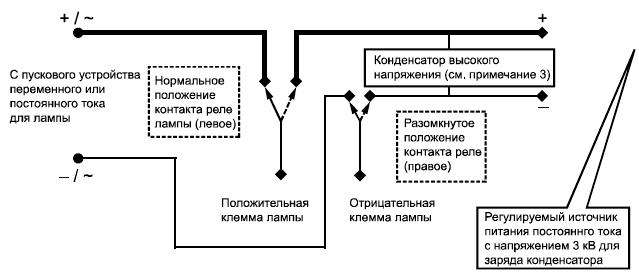 + / ~
+
С пускового устройства
переменного или
постоянного тока
для лампы
Нормальное
положение
контакта реле
лампы (левое)
Конденсатор высокого
напряжения (см. примечание 3)
–
Разомкнутое
положение
контакта реле
(правое)
– / ~
Положительная
клемма лампы
Отрицательная
клемма лампы
Регулируемый источник
питания постояннго тока
с напряжением 3 кВ для
заряда конденсатора